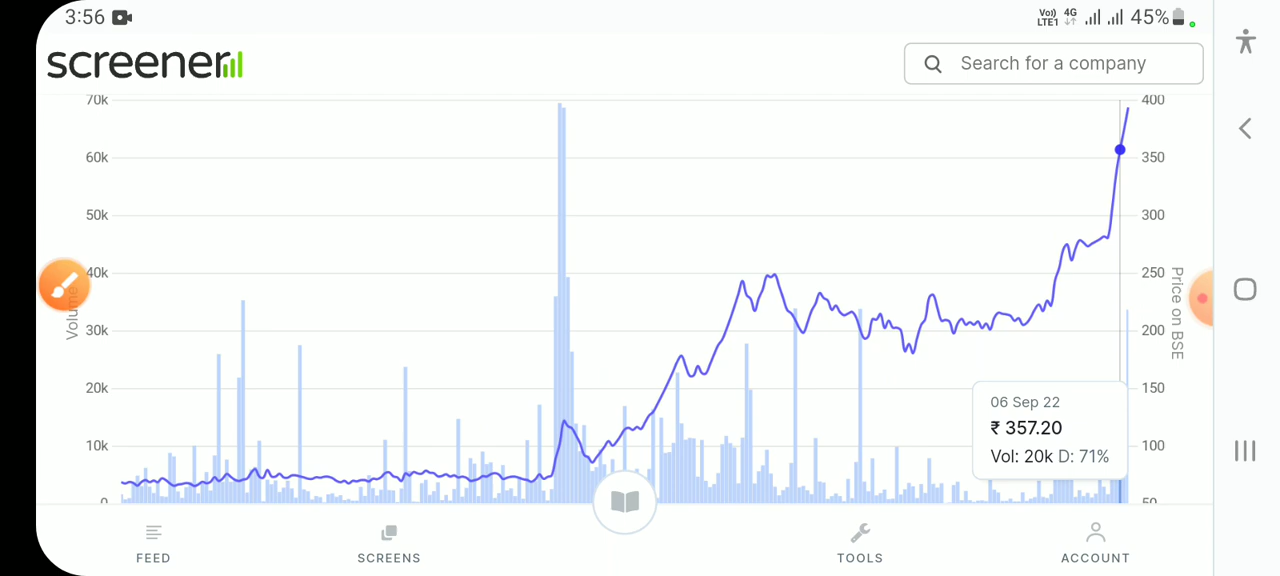 3:56
Vo)) 4G
LTE1 45%
screener
Search for a company
70k 400
60k 350
50k 300
40k 250
30k 200
20k 150
10k 100
0 50
Volume
Price on BSE
06 Sep 22
₹ 357.20
Vol: 20k D: 71%
FEED SCREENS TOOLS ACCOUNT